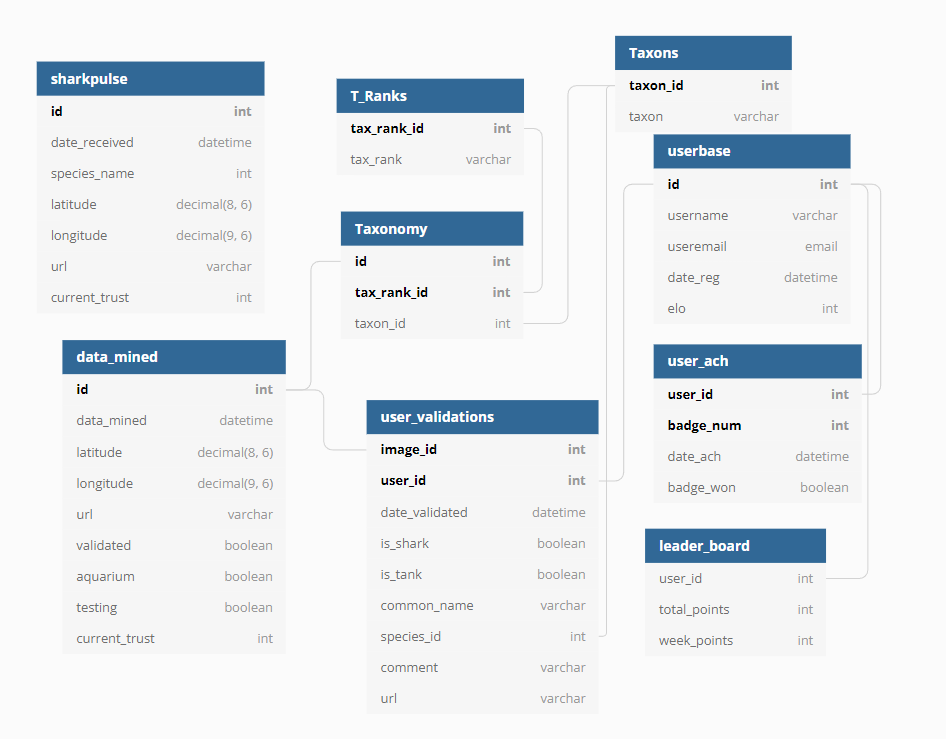 sharkpulse
id int
date_received datetime
species_name int
latitude decimal(8, 6)
longitude decimal(9, 6)
url varchar
current_trust int
T_Ranks
tax_rank_id int
tax_rank varchar
Taxons
taxon_id int
taxon varchar
Taxonomy
id int
tax_rank_id int
taxon_id int
userbase
id int
username varchar
useremail email
date_reg datetime
elo int
data_mined
id int
data_mined datetime
latitude decimal(8, 6)
longitude decimal(9, 6)
url varchar
validated boolean
aquarium boolean
testing boolean
current_trust int
user_validations
image_id int
user_id int
date_validated datetime
is_shark boolean
is_tank boolean
common_name varchar
species_id int
comment varchar
url varchar
user_ach
user_id int
badge_num int
date_ach datetime
badge_won boolean
leader_board
user_id int
total_points int
week_points int